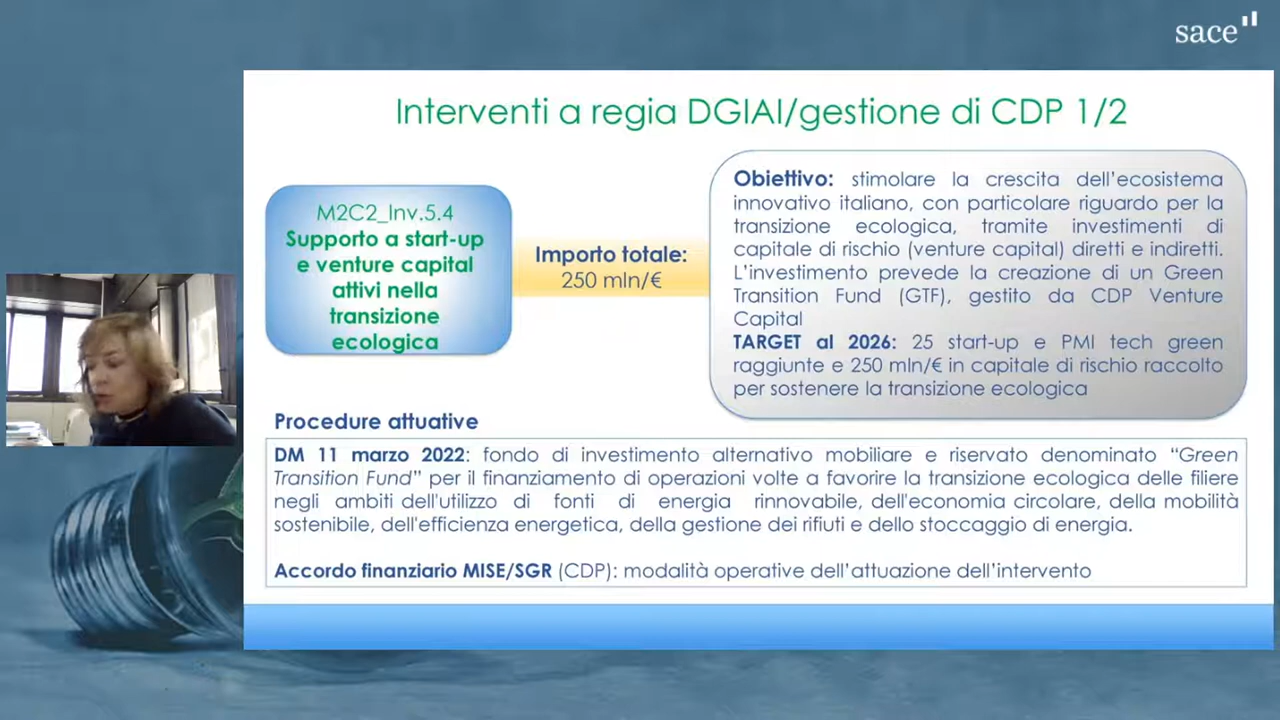 sace
Interventi a regia DGIAI/gestione di CDP 1/2
M2C2_Inv.5.4
Supporto a start-up
e venture capital
attivi nella
transizione
ecologica
Importo totale:
250 mln/€
Obiettivo: stimolare la crescita dell'ecosistema
innovativo italiano, con particolare riguardo per la
transizione ecologica, tramite investimenti di
capitale di rischio (venture capital) diretti e indiretti.
L'investimento prevede la creazione di un Green
Transition Fund (GTF), gestito da CDP Venture
Capital
TARGET al 2026: 25 start-up e PMI tech green
raggiunte e 250 mln/€ in capitale di rischio raccolto
per sostenere la transizione ecologica
Procedure attuative
DM 11 marzo 2022: fondo di investimento alternativo mobiliare e riservato denominato “Green
Transition Fund” per il finanziamento di operazioni volte a favorire la transizione ecologica delle filiere
negli ambiti dell'utilizzo di fonti di energia rinnovabile, dell'economia circolare, della mobilità
sostenibile, dell'efficienza energetica, della gestione dei rifiuti e dello stoccaggio di energia.
Accordo finanziario MISE/SGR (CDP): modalità operative dell'attuazione dell'intervento